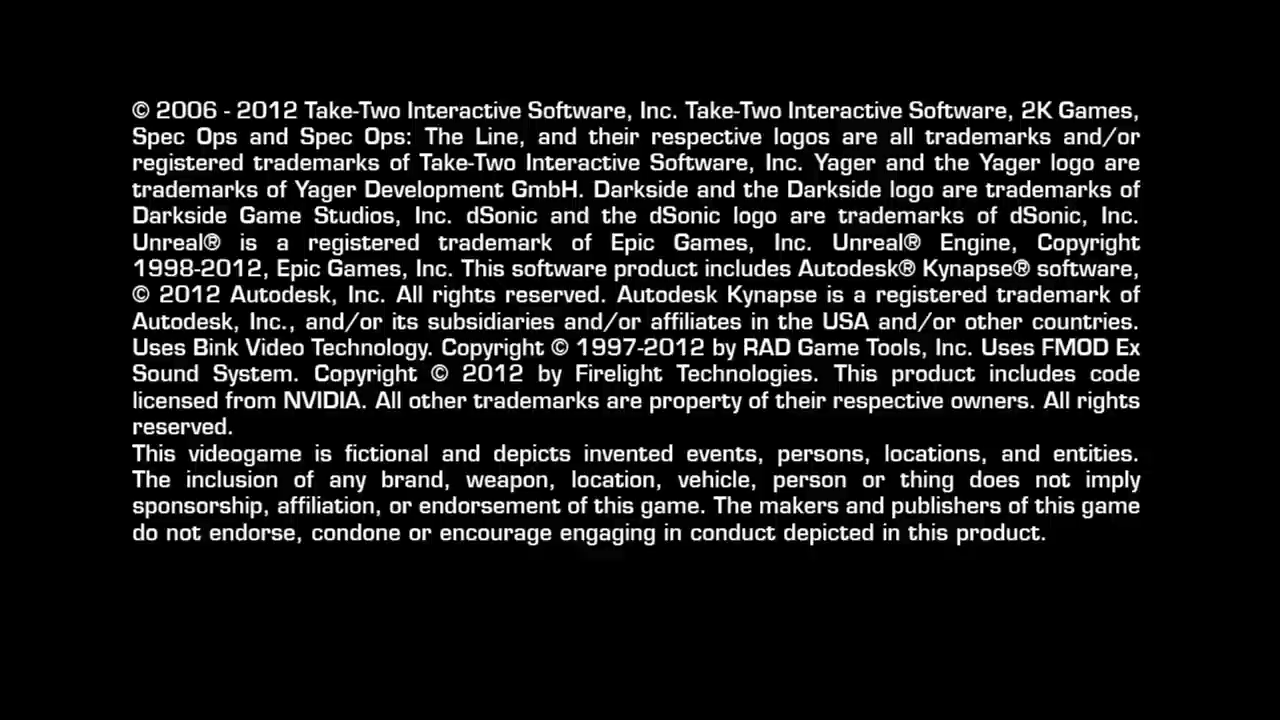 © 2006 - 2012 Take-Two Interactive Software, Inc. Take-Two Interactive Software, 2K Games,
Spec Ops and Spec Ops: The Line, and their respective logos are all trademarks and/or
registered trademarks of Take-Two Interactive Software, Inc. Yager and the Yager logo are
trademarks of Yager Development GmbH. Darkside and the Darkside logo are trademarks of
Darkside Game Studios, Inc. dSonic and the dSonic logo are trademarks of dSonic, Inc.
Unreal® is a registered trademark of Epic Games, Inc. Unreal® Engine, Copyright
1998-2012, Epic Games, Inc. This software product includes Autodesk® Kynapse® software,
© 2012 Autodesk, Inc. All rights reserved. Autodesk Kynapse is a registered trademark of
Autodesk, Inc., and/or its subsidiaries and/or affiliates in the USA and/or other countries.
Uses Bink Video Technology. Copyright © 1997-2012 by RAD Game Tools, Inc. Uses FMOD Ex
Sound System. Copyright © 2012 by Firelight Technologies. This product includes code
licensed from NVIDIA. All other trademarks are property of their respective owners. All rights
reserved.
This videogame is fictional and depicts invented events, persons, locations, and entities.
The inclusion of any brand, weapon, location, vehicle, person or thing does not imply
sponsorship, affiliation, or endorsement of this game. The makers and publishers of this game
do not endorse, condone or encourage engaging in conduct depicted in this product.